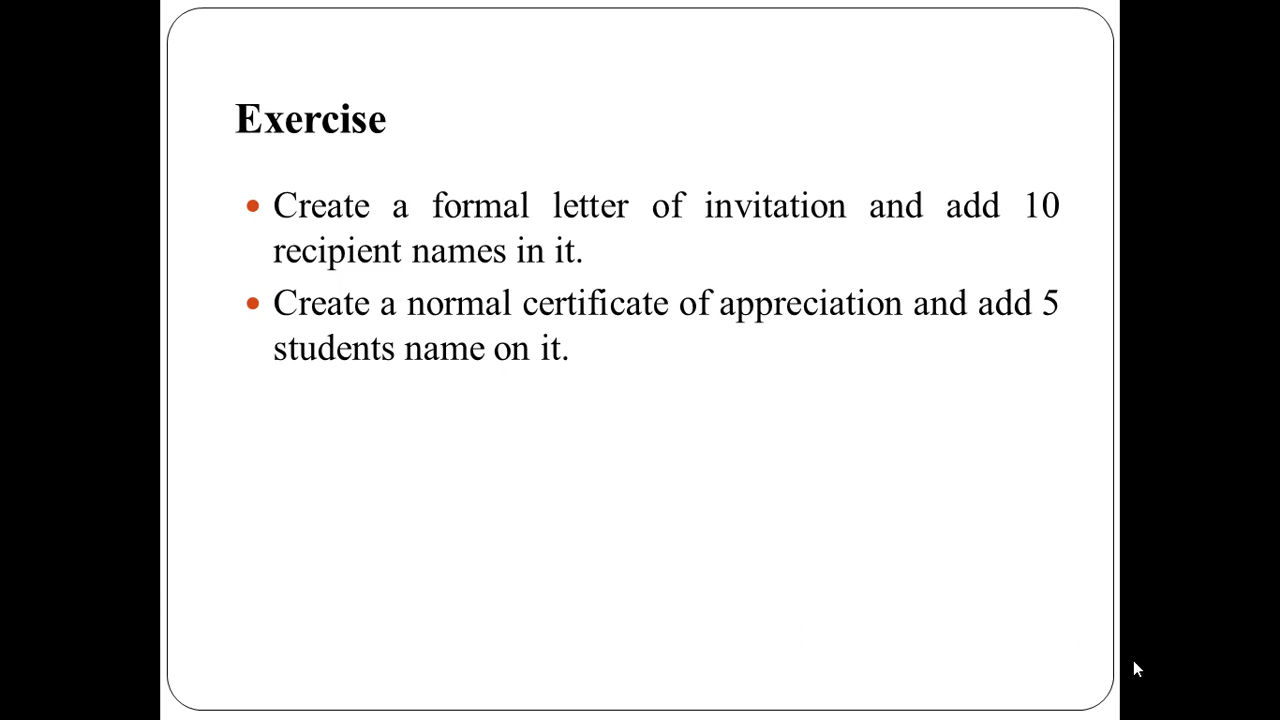 Exercise
Create a formal letter of invitation and add 10
recipient names in it.
Create a normal certificate of appreciation and add 5
students name on it.